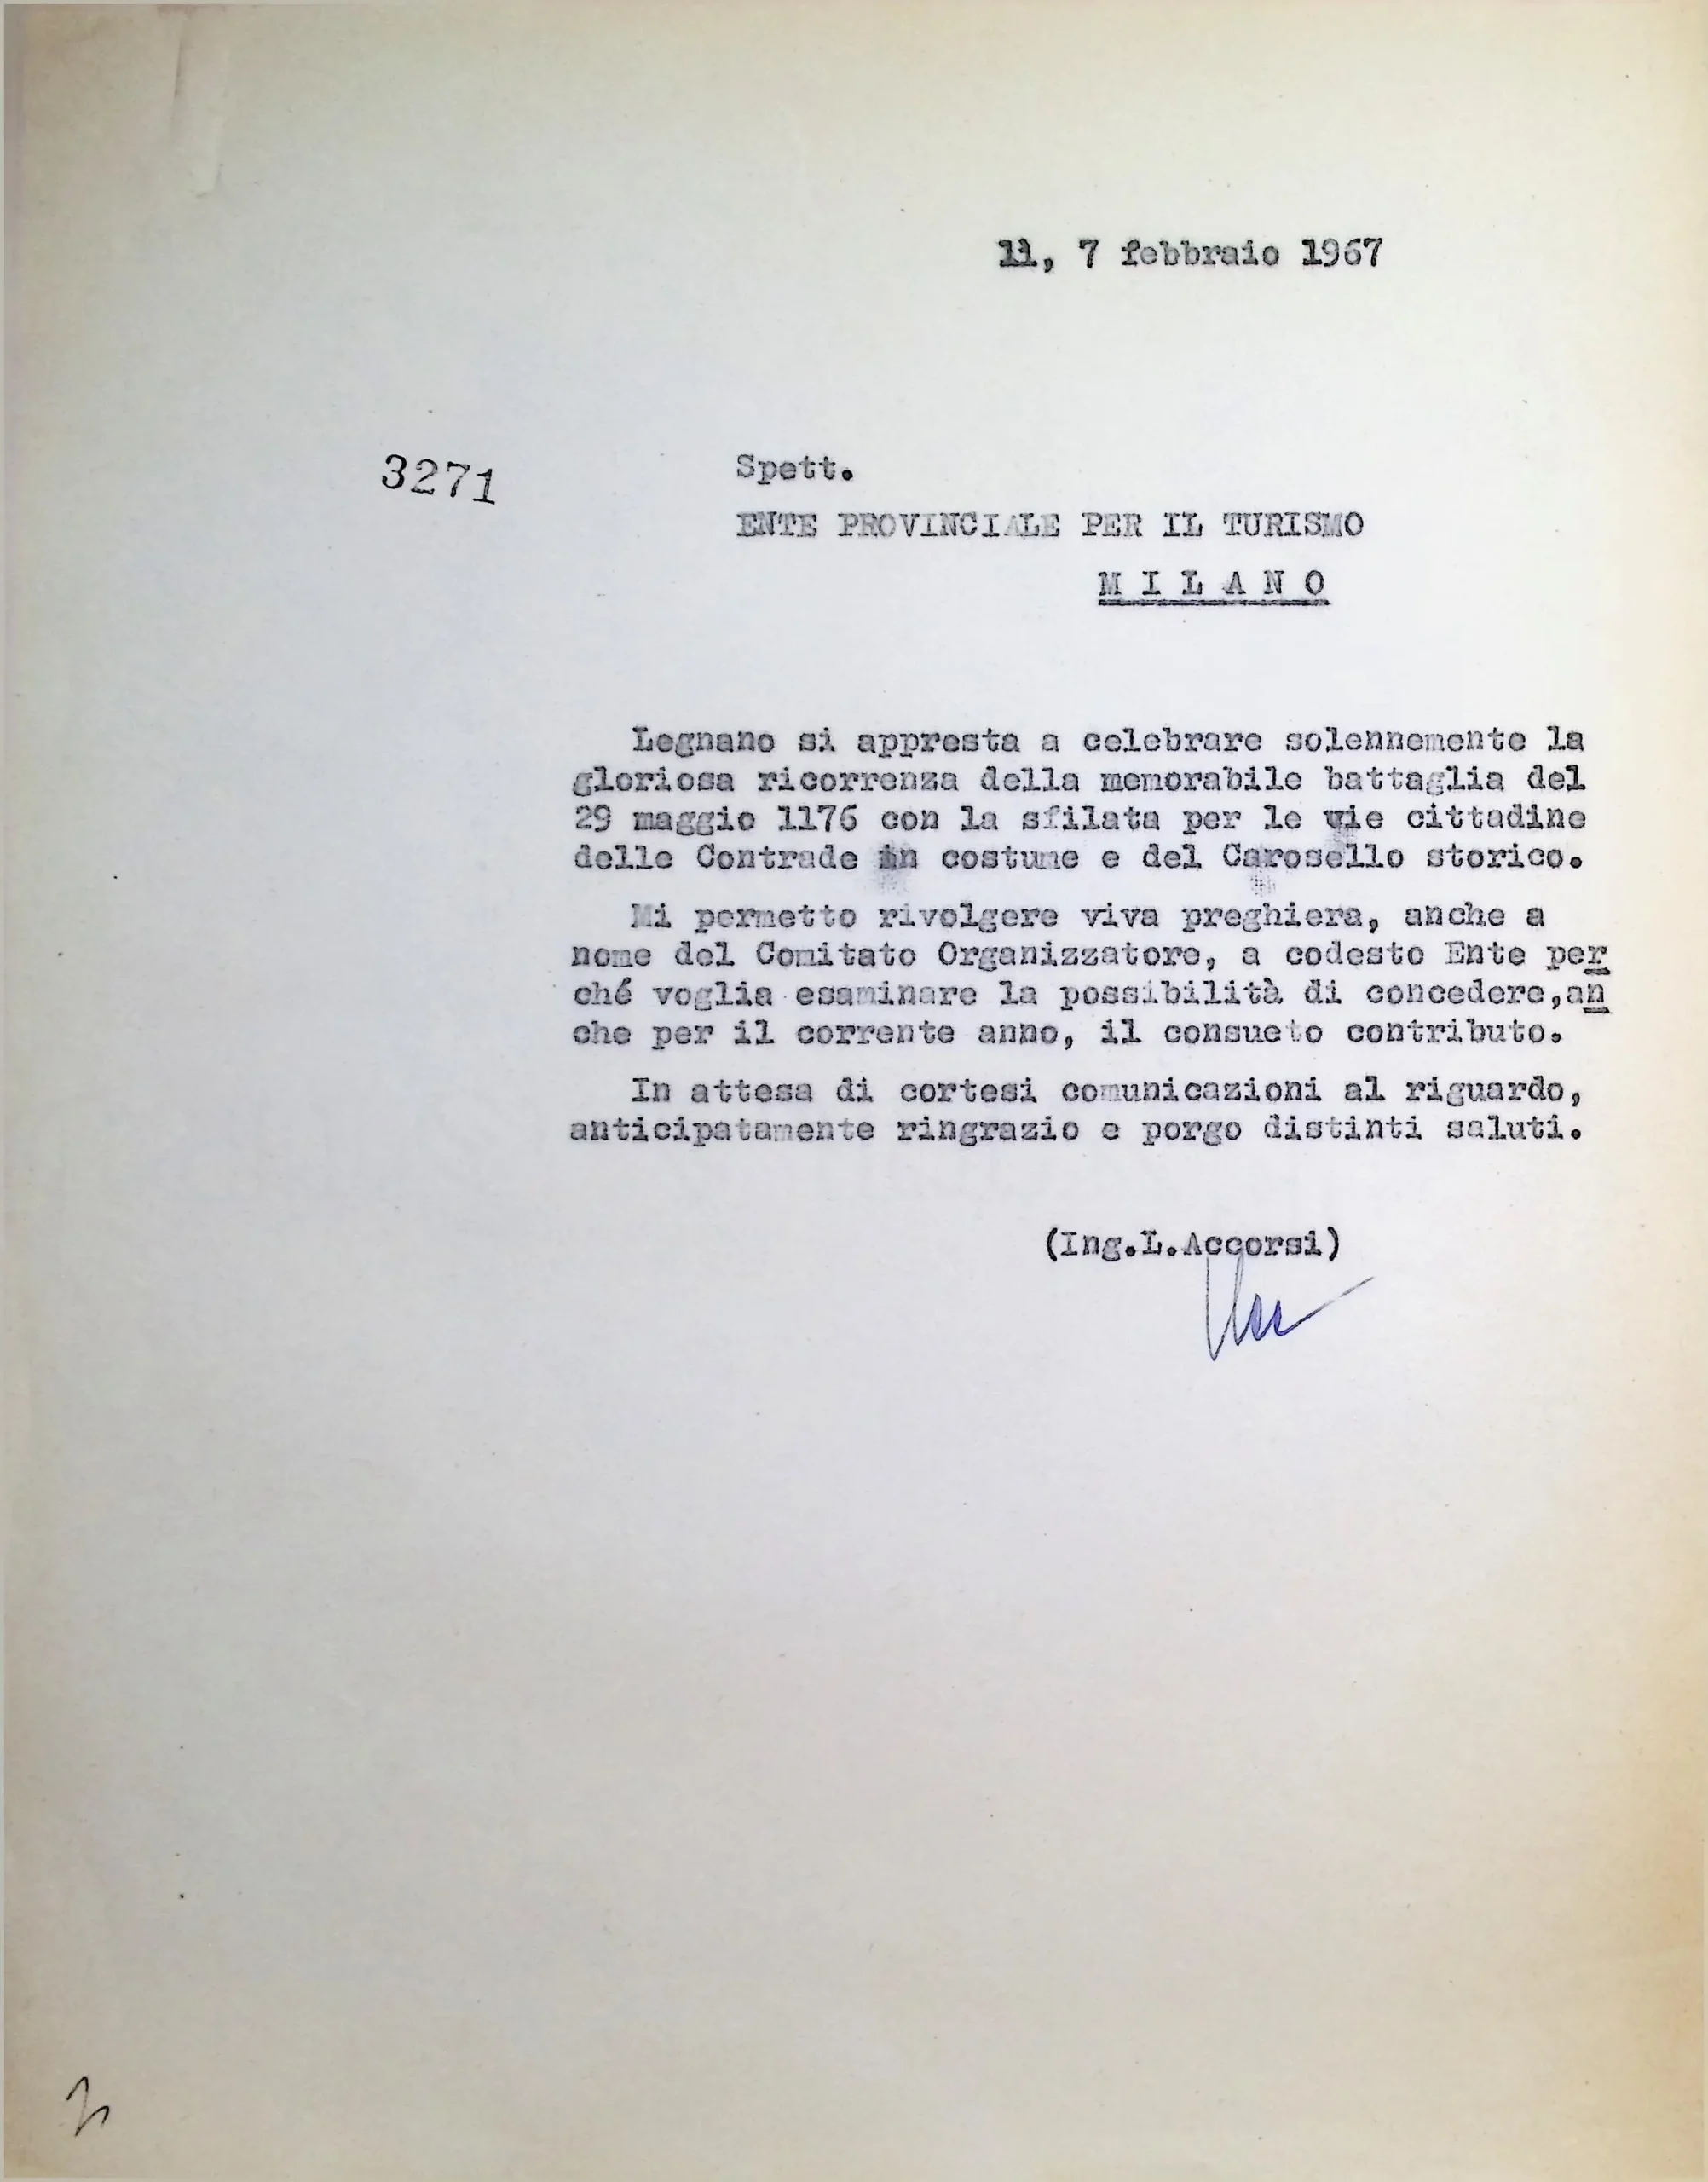 11, 7 febbraio 1967
3271
Spett.
ENTE PROVINCIALE PER IL TURISMO
M I L A N O
Legnano si appresta a celebrare solennemente la
gloriosa ricorrenza della memorabile battaglia del
29 maggio 1176 con la sfilata per le vie cittadine
delle Contrade in costume e del Carosello storico.
Mi permetto rivolgere viva preghiera, anche a
nome del Comitato Organizzatore, a codesto Ente per
ché voglia esaminare la possibilità di concedere,an
che per il corrente anno, il consueto contributo.
In attesa di cortesi comunicazioni al riguardo,
anticipatamente ringrazio e porgo distinti saluti.
(Ing.L.Accorsi)